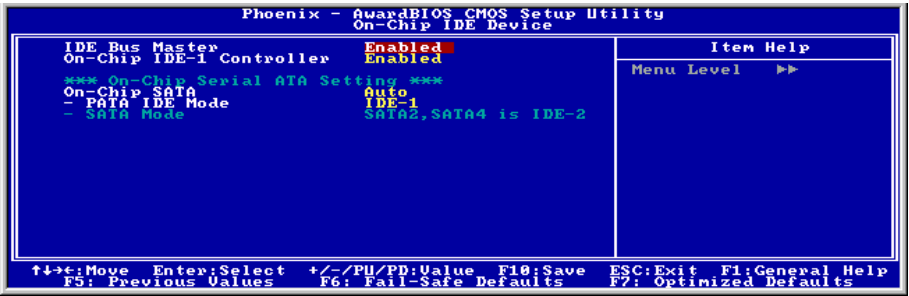 Phoenix - AwardBIOS CMOS Setup Utility
On-Chip IDE Device
IDE Bus Master Enabled
On-Chip IDE-1 Controller Enabled
*** On-Chip Serial ATA Setting ***
On-Chip SATA Auto
- PATA IDE Mode IDE-1
- SATA Mode SATA2,SATA4 is IDE-2
Item Help
Menu Level ►►
↑↓→←:Move Enter:Select +/-/PU/PD:Value F10:Save ESC:Exit F1:General Help
F5: Previous Values F6: Fail-Safe Defaults F7: Optimized Defaults